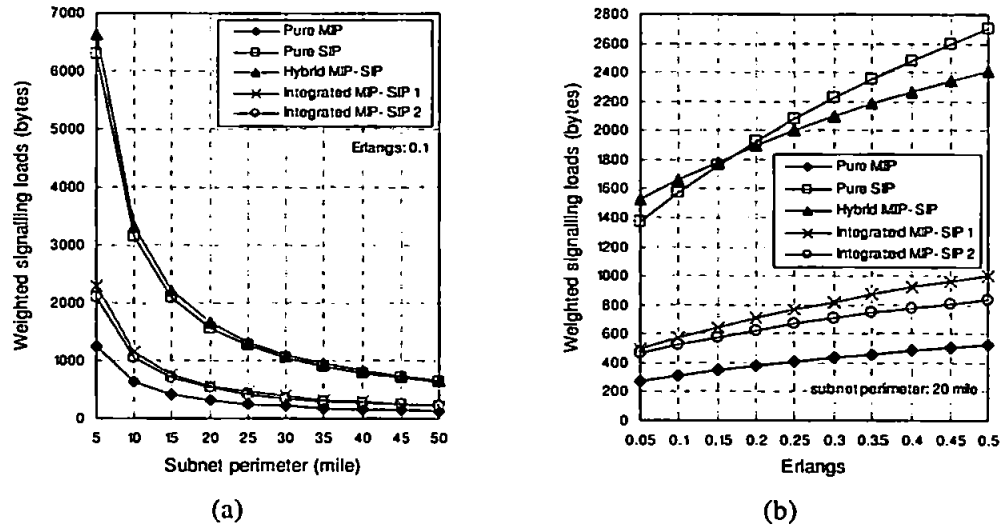 Weighted signalling loads (bytes)
7000
6000
5000
4000
3000
2000
1000
0
5 10 15 20 25 30 35 40 45 50
Subnet perimeter (mile)
Pure MIP
Pure SIP
Hybrid MIP-SIP
Integrated MIP-SIP 1
Integrated MIP-SIP 2
Erlangs: 0.1
(a)
Weighted signalling loads (bytes)
2800
2600
2400
2200
2000
1800
1600
1400
1200
1000
800
600
400
200
0
0.05 0.1 0.15 0.2 0.25 0.3 0.35 0.4 0.45 0.5
Erlangs
Pure MIP
Pure SIP
Hybrid MIP-SIP
Integrated MIP-SIP 1
Integrated MIP-SIP 2
subnet perimeter: 20 mile
(b)